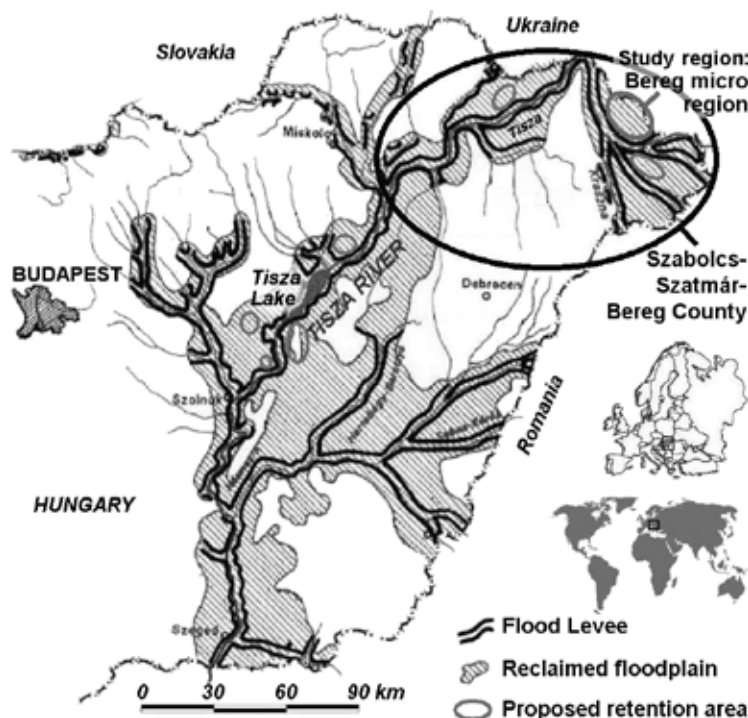 Ukraine
Slovakia
Study region:
Bereg micro
region
Miskolc
Tisza
Szabolcs-
Szatmár-
Bereg County
BUDAPEST
Tisza
Lake
TISZA RIVER
Debrecen
Szolnok
Romania
HUNGARY
Szeged
Flood Levee
Reclaimed floodplain
Proposed retention area
0 30 60 90 km